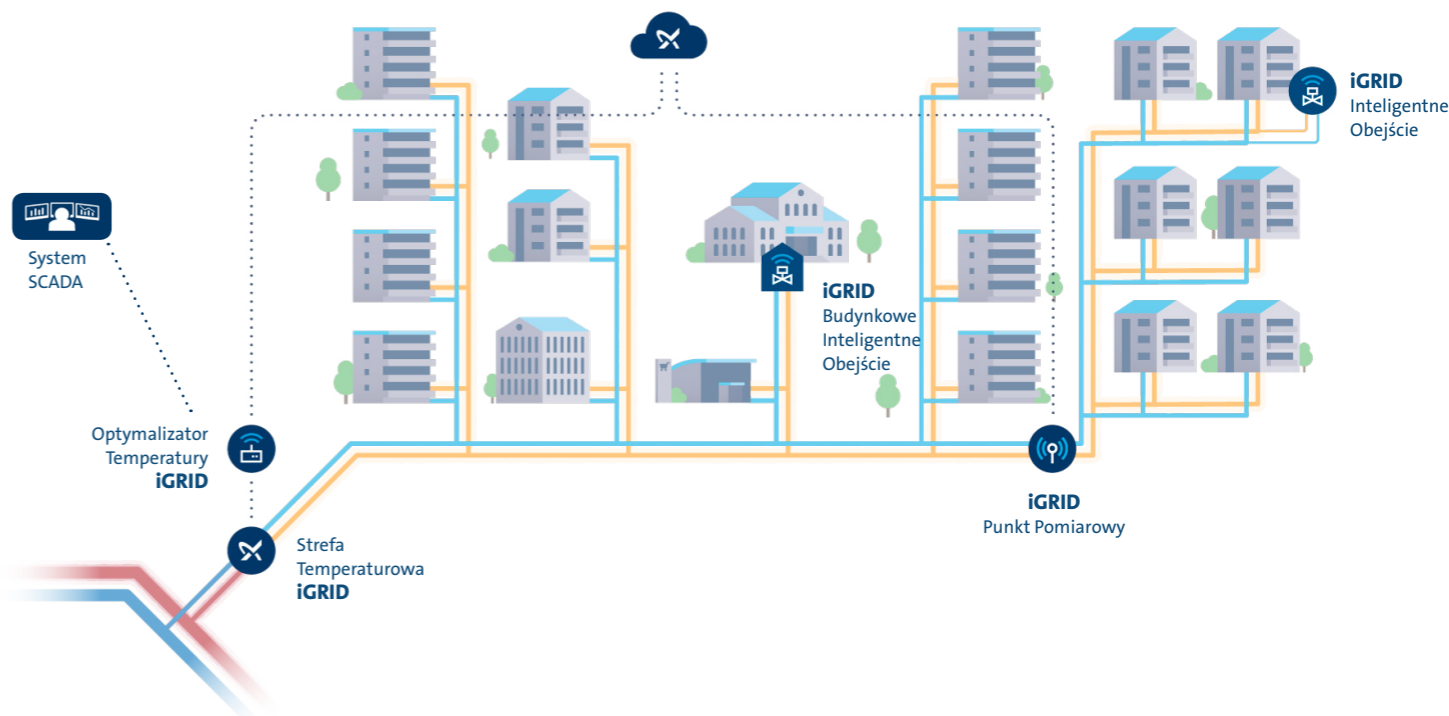 iGRID
Inteligentne
Obejście
System
SCADA
iGRID
Budynkowe
Inteligentne
Obejście
Optymalizator
Temperatury
iGRID
iGRID
Punkt Pomiarowy
Strefa
Temperaturowa
iGRID